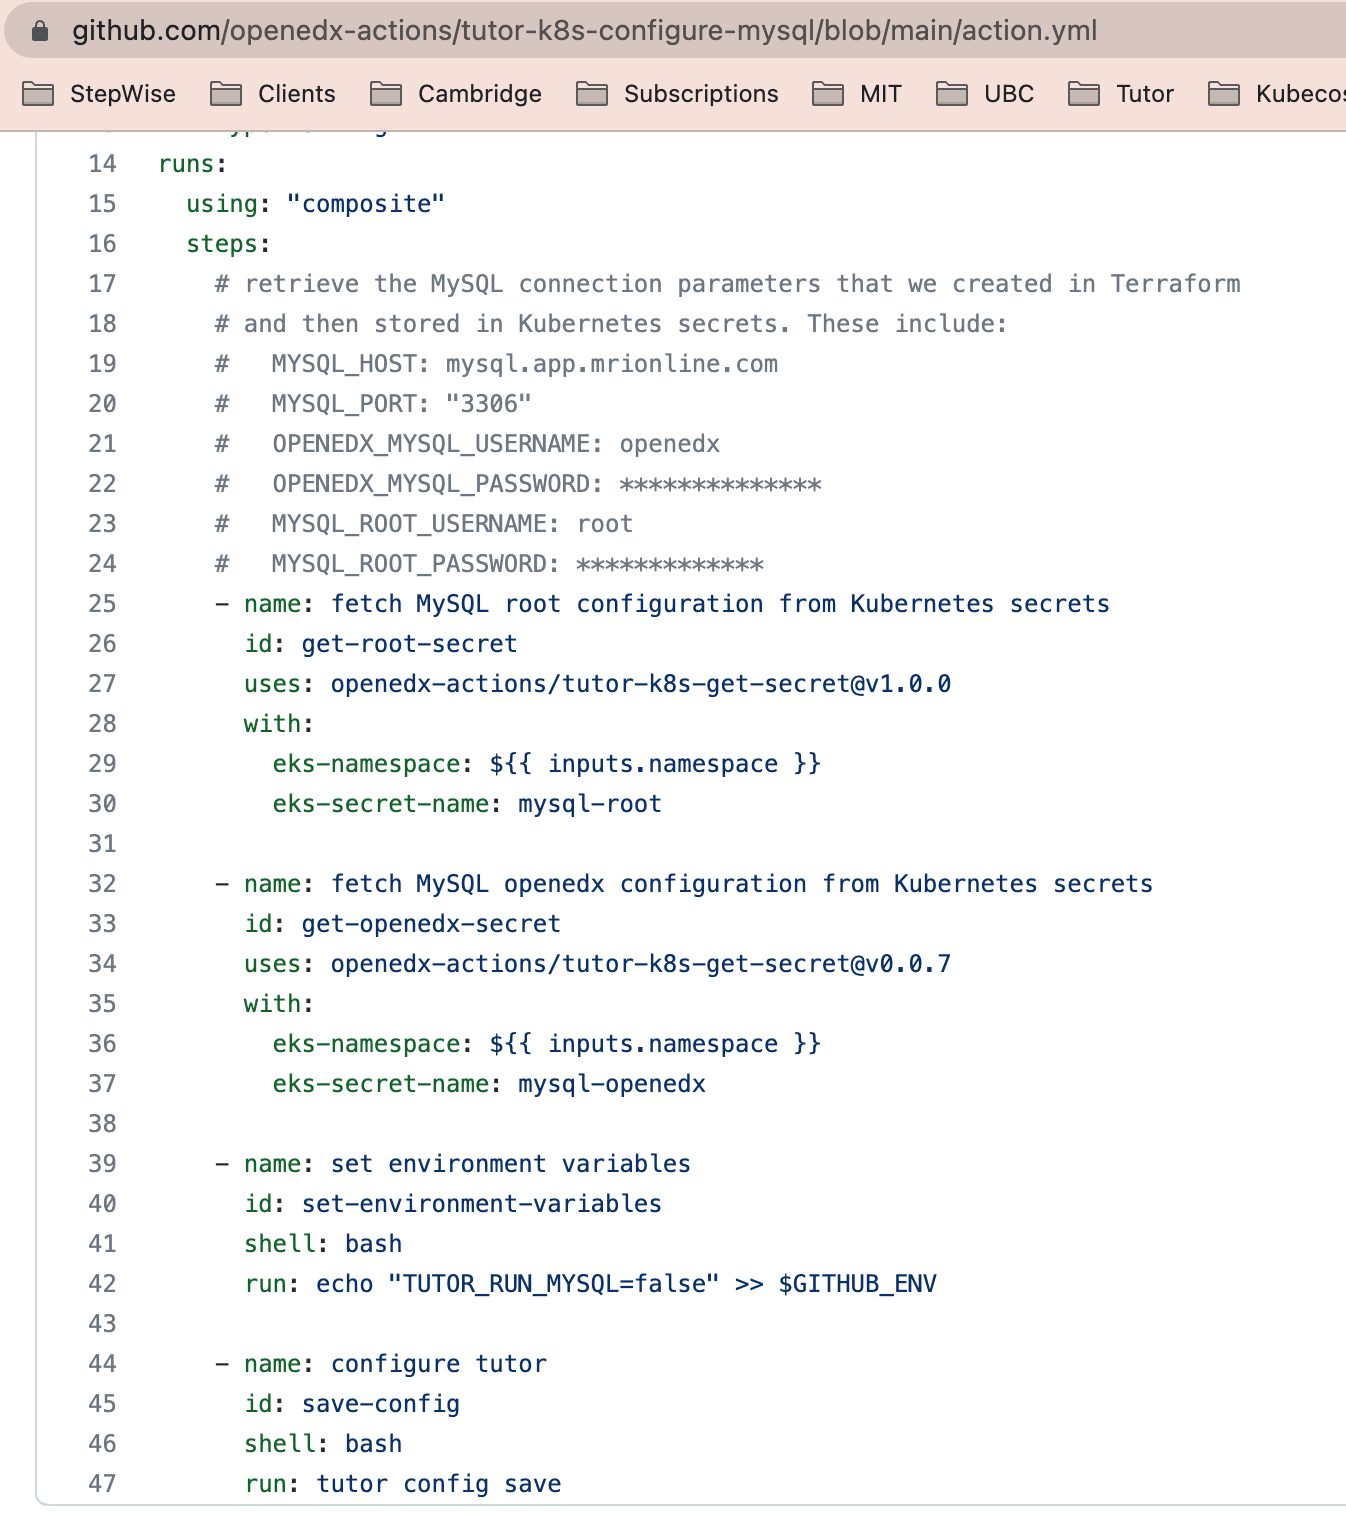 github.com/openedx-actions/tutor-k8s-configure-mysql/blob/main/action.yml
StepWise Clients Cambridge Subscriptions MIT UBC Tutor
14 runs:
15   using: "composite"
16   steps:
17     # retrieve the MySQL connection parameters that we created in Terraform
18     # and then stored in Kubernetes secrets. These include:
19     #   MYSQL_HOST: mysql.app.mrionline.com
20     #   MYSQL_PORT: "3306"
21     #   OPENEDX_MYSQL_USERNAME: openedx
22     #   OPENEDX_MYSQL_PASSWORD: **************
23     #   MYSQL_ROOT_USERNAME: root
24     #   MYSQL_ROOT_PASSWORD: *************
25     - name: fetch MySQL root configuration from Kubernetes secrets
26       id: get-root-secret
27       uses: openedx-actions/tutor-k8s-get-secret@v1.0.0
28       with:
29         eks-namespace: ${{ inputs.namespace }}
30         eks-secret-name: mysql-root
31
32     - name: fetch MySQL openedx configuration from Kubernetes secrets
33       id: get-openedx-secret
34       uses: openedx-actions/tutor-k8s-get-secret@v0.0.7
35       with:
36         eks-namespace: ${{ inputs.namespace }}
37         eks-secret-name: mysql-openedx
38
39     - name: set environment variables
40       id: set-environment-variables
41       shell: bash
42       run: echo "TUTOR_RUN_MYSQL=false" >> $GITHUB_ENV
43
44     - name: configure tutor
45       id: save-config
46       shell: bash
47       run: tutor config save